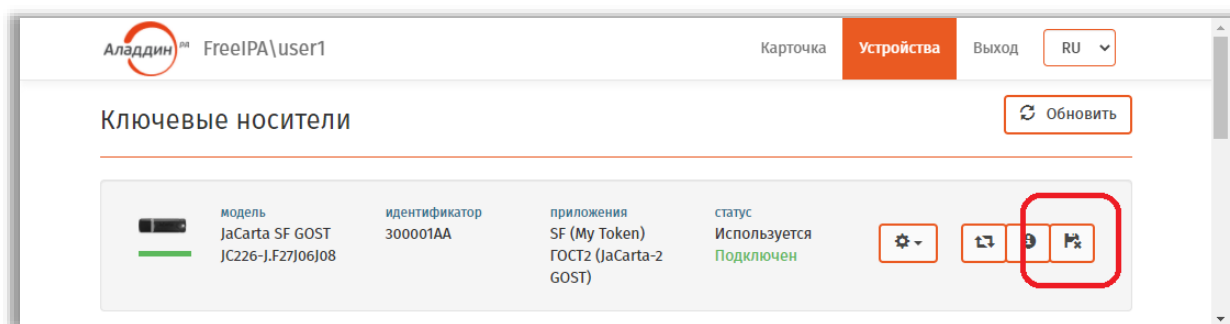 Аладдин РД FreeIPA\user1 Карточка Устройства Выход RU
Ключевые носители Обновить
модель идентификатор приложения статус
JaCarta SF GOST 300001AA SF (My Token) Используется
JC226-J.F27J06J08 ГОСТ2 (JaCarta-2 Подключен
GOST)